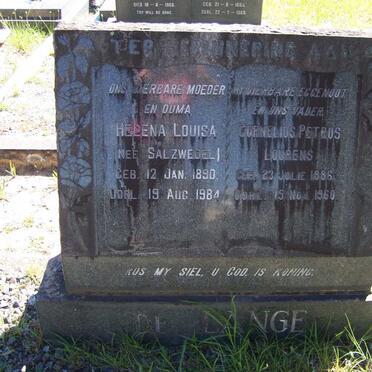 TER HERINNERING AAN
ONS DIERBARE MOEDER
EN OUMA
HELENA LOUISA
(NEE SALZWEDEL)
GEB. 12 JAN. 1890.
OORL. 19 AUG. 1984
MY DIERBARE EGGENOOT
EN ONS VADER
CORNELIUS PETRUS
LOURENS
GEB. 23 JULIE 1886.
OORL. 15 NOV. 1960
RUS MY SIEL, U GOD, IS KONING.
DE LANGE